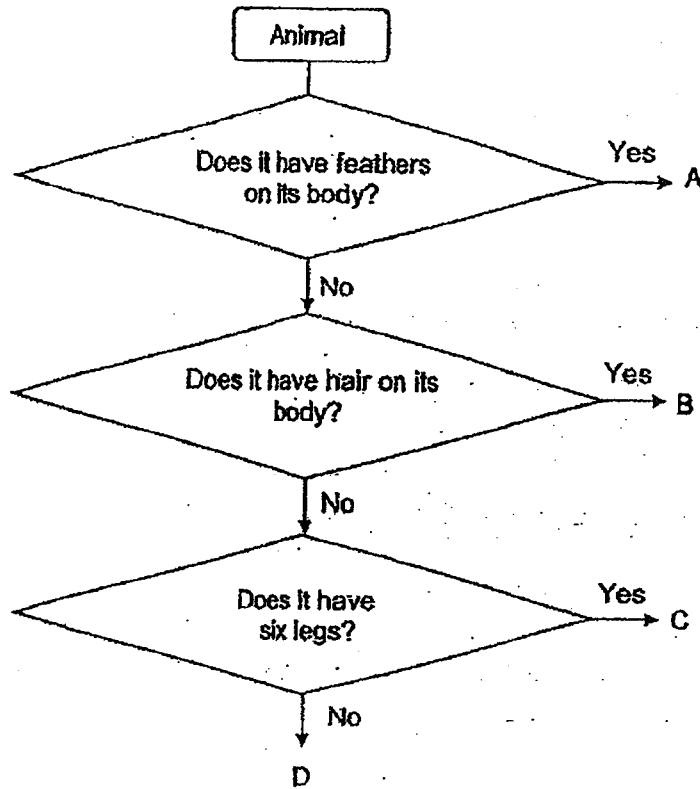 Animal
Does it have feathers
on its body?
Yes
A
No
Does it have hair on its
body?
Yes
B
No
Does it have
six legs?
Yes
C
No
D